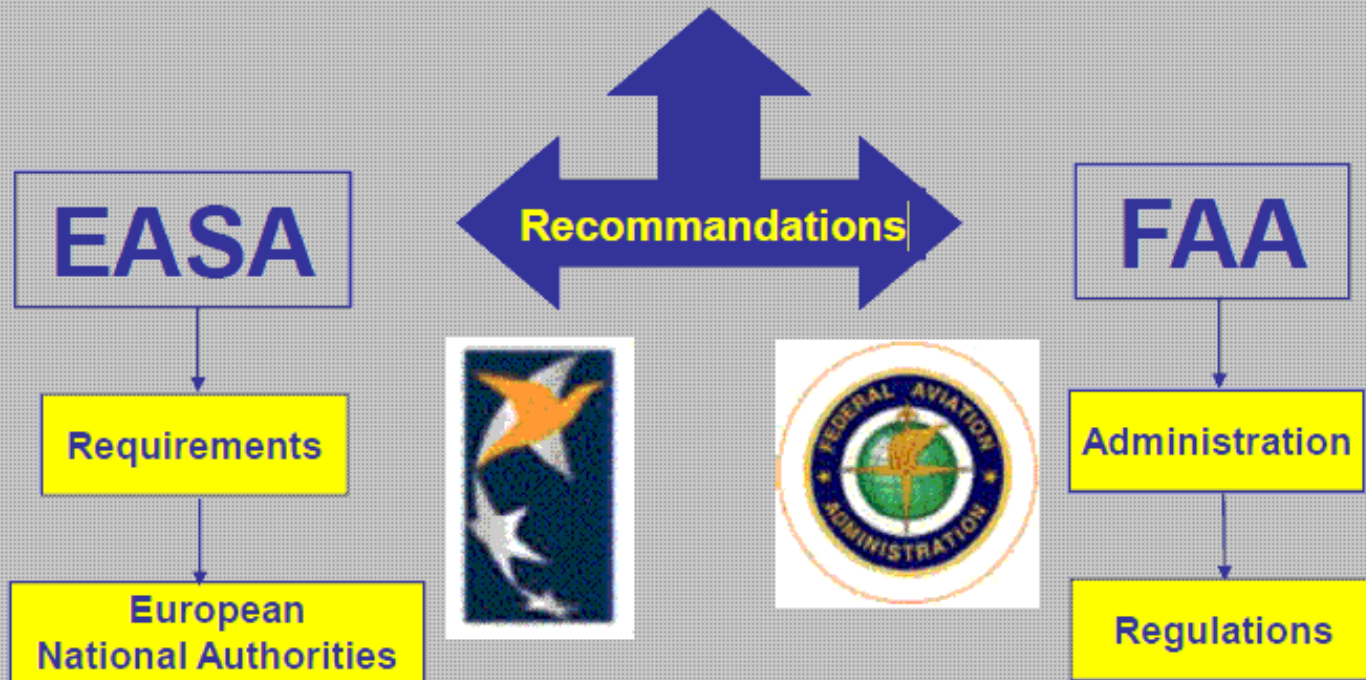 EASA
Recommandations
FAA
Requirements
FEDERAL AVIATION
ADMINISTRATION
Administration
European
National Authorities
Regulations